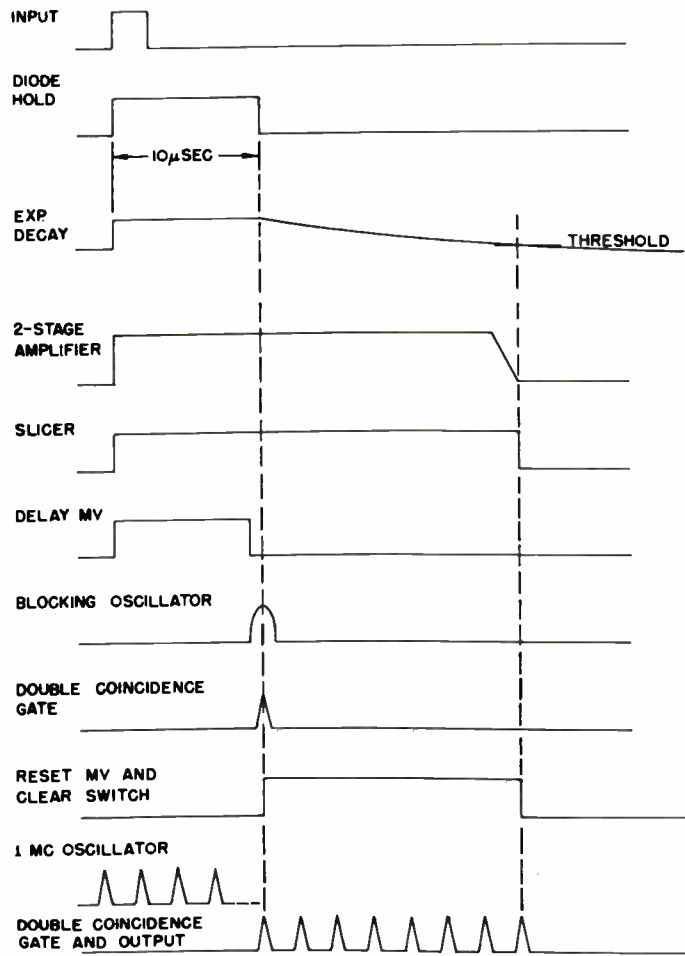 INPUT
DIODE
HOLD
10μSEC
EXP.
DECAY
THRESHOLD
2-STAGE
AMPLIFIER
SLICER
DELAY MV
BLOCKING OSCILLATOR
DOUBLE COINCIDENCE
GATE
RESET MV AND
CLEAR SWITCH
1 MC OSCILLATOR
DOUBLE COINCIDENCE
GATE AND OUTPUT